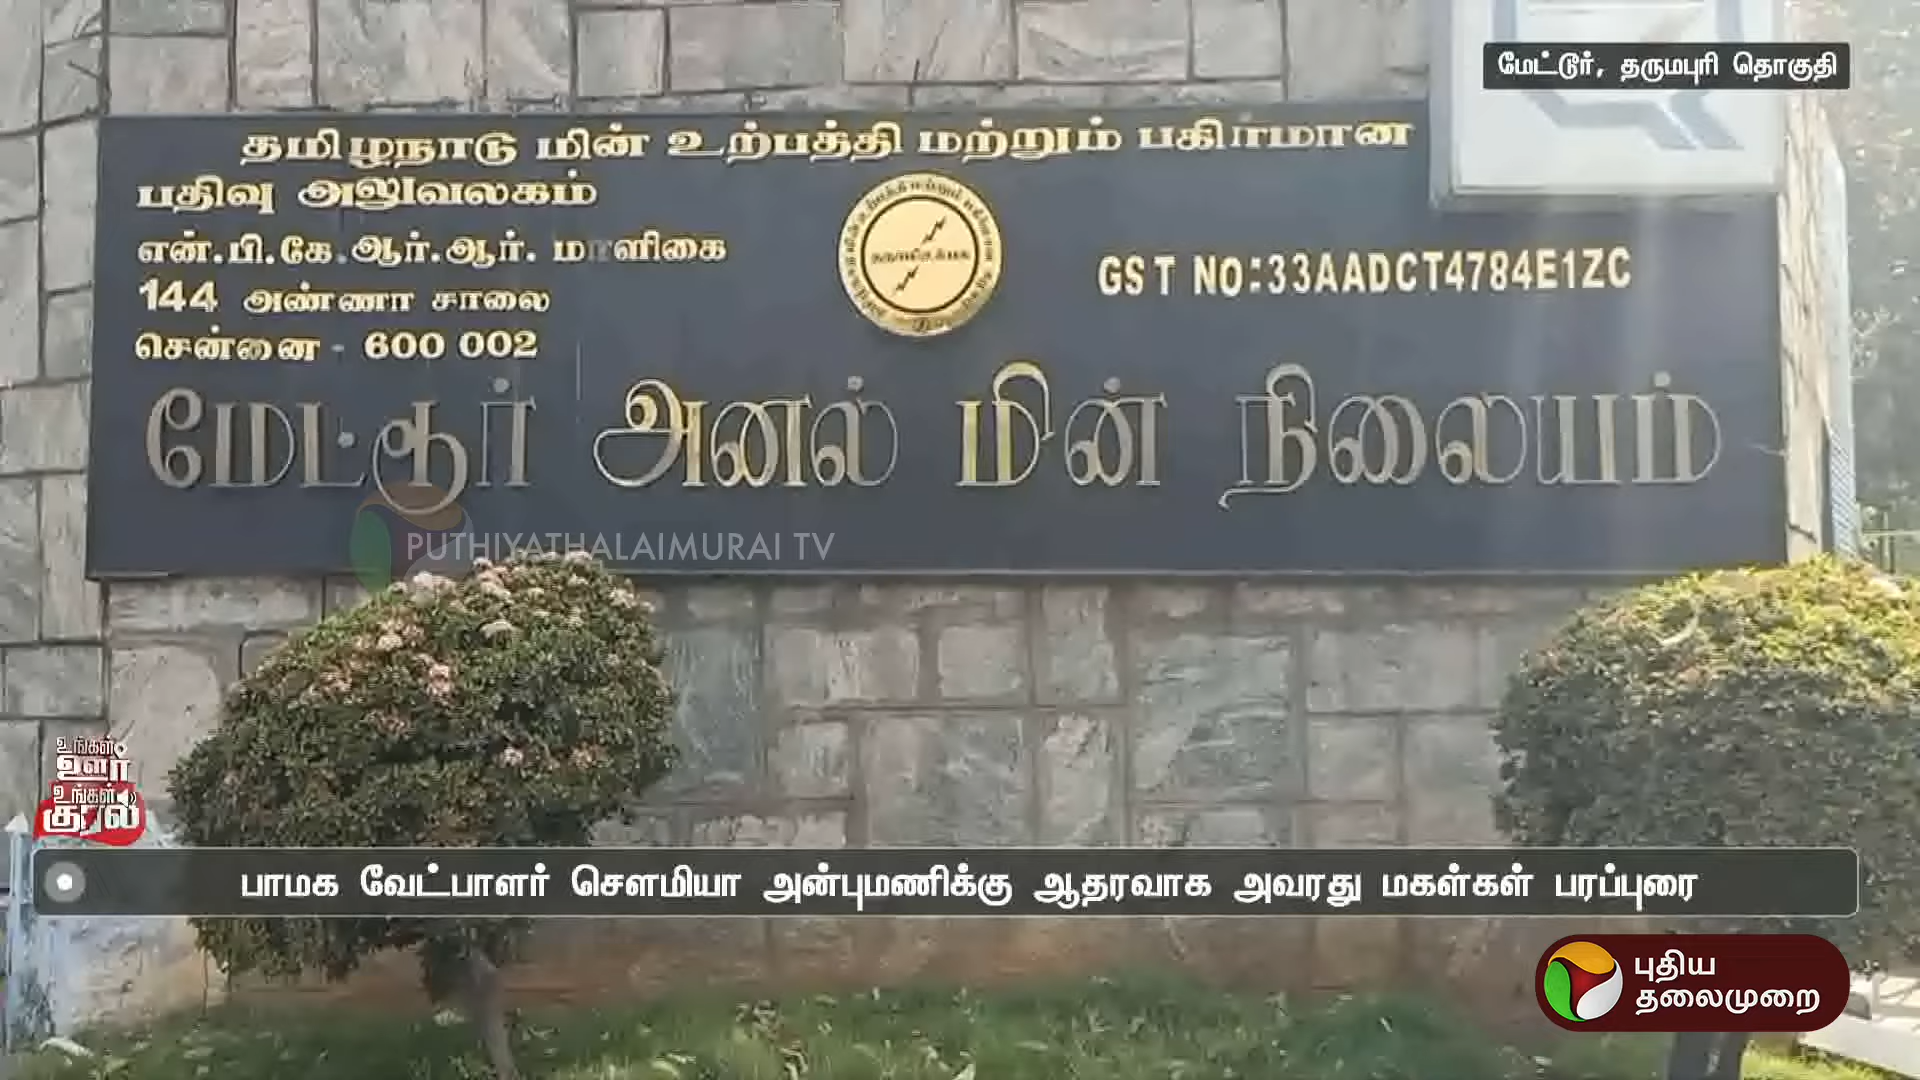 மேட்டூர், தருமபுரி தொகுதி
தமிழ்நாடு மின் உற்பத்தி மற்றும் பகிர்மான
பதிவு அலுவலகம்
என்.பி.கே.ஆர்.ஆர். மாளிகை
144 அண்ணா சாலை
சென்னை - 600 002
GST NO:33AADCT4784E1ZC
மேட்டூர் அனல் மின் நிலையம்
PUTHIYATHALAIMURAI TV
உங்கள்
ஊர்
உங்கள்
குரல்
பாமக வேட்பாளர் சௌமியா அன்புமணிக்கு ஆதரவாக அவரது மகள்கள் பரப்புரை
புதிய
தலைமுறை